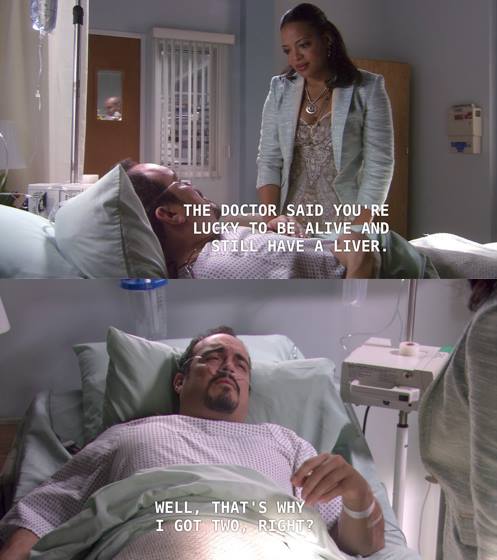 THE DOCTOR SAID YOU'RE
LUCKY TO BE ALIVE AND
STILL HAVE A LIVER.
WELL, THAT'S WHY
I GOT TWO, RIGHT?